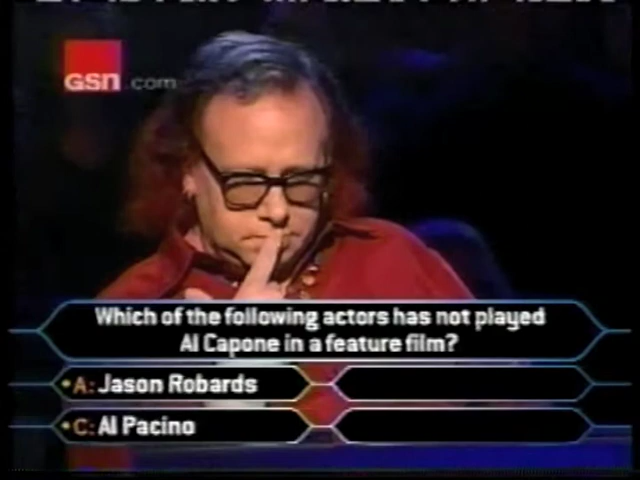 GSN.com
Which of the following actors has not played
Al Capone in a feature film?
A: Jason Robards
C: Al Pacino